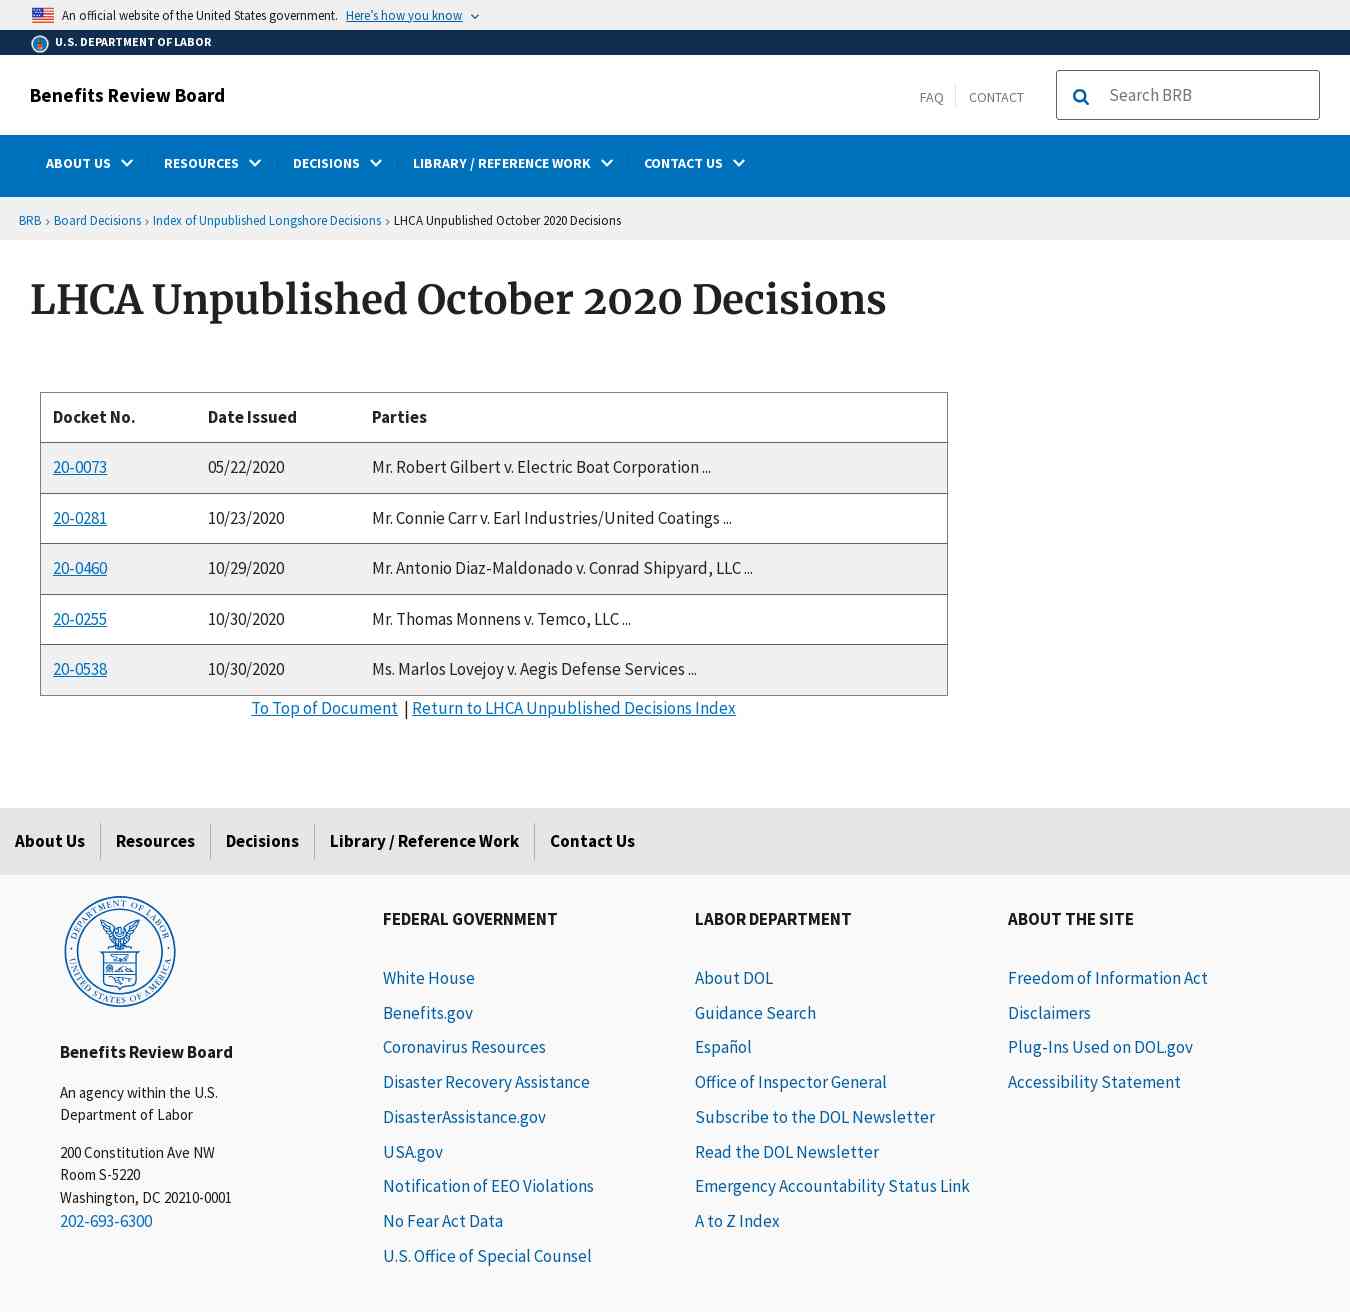 An official website of the United States government. Here's how you know
U.S. DEPARTMENT OF LABOR
Benefits Review Board
FAQ CONTACT Search BRB
ABOUT US RESOURCES DECISIONS LIBRARY / REFERENCE WORK CONTACT US
BRB › Board Decisions › Index of Unpublished Longshore Decisions › LHCA Unpublished October 2020 Decisions
LHCA Unpublished October 2020 Decisions
Docket No. Date Issued Parties
20-0073 05/22/2020 Mr. Robert Gilbert v. Electric Boat Corporation ...
20-0281 10/23/2020 Mr. Connie Carr v. Earl Industries/United Coatings ...
20-0460 10/29/2020 Mr. Antonio Diaz-Maldonado v. Conrad Shipyard, LLC ...
20-0255 10/30/2020 Mr. Thomas Monnens v. Temco, LLC ...
20-0538 10/30/2020 Ms. Marlos Lovejoy v. Aegis Defense Services ...
To Top of Document | Return to LHCA Unpublished Decisions Index
About Us Resources Decisions Library / Reference Work Contact Us
DEPARTMENT OF LABOR
UNITED STATES OF AMERICA
Benefits Review Board
An agency within the U.S.
Department of Labor
200 Constitution Ave NW
Room S-5220
Washington, DC 20210-0001
202-693-6300
FEDERAL GOVERNMENT
White House
Benefits.gov
Coronavirus Resources
Disaster Recovery Assistance
DisasterAssistance.gov
USA.gov
Notification of EEO Violations
No Fear Act Data
U.S. Office of Special Counsel
LABOR DEPARTMENT
About DOL
Guidance Search
Español
Office of Inspector General
Subscribe to the DOL Newsletter
Read the DOL Newsletter
Emergency Accountability Status Link
A to Z Index
ABOUT THE SITE
Freedom of Information Act
Disclaimers
Plug-Ins Used on DOL.gov
Accessibility Statement